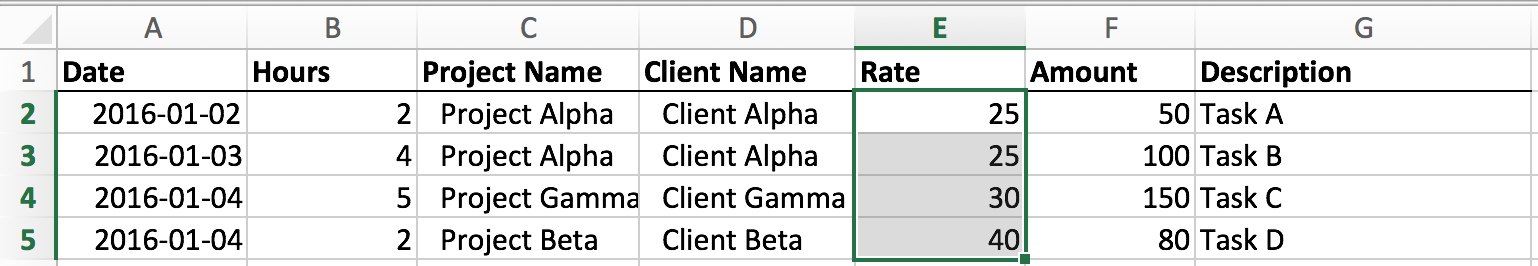 A B C D E F G
1 Date Hours Project Name Client Name Rate Amount Description
2 2016-01-02 2 Project Alpha Client Alpha 25 50 Task A
3 2016-01-03 4 Project Alpha Client Alpha 25 100 Task B
4 2016-01-04 5 Project Gamma Client Gamma 30 150 Task C
5 2016-01-04 2 Project Beta Client Beta 40 80 Task D